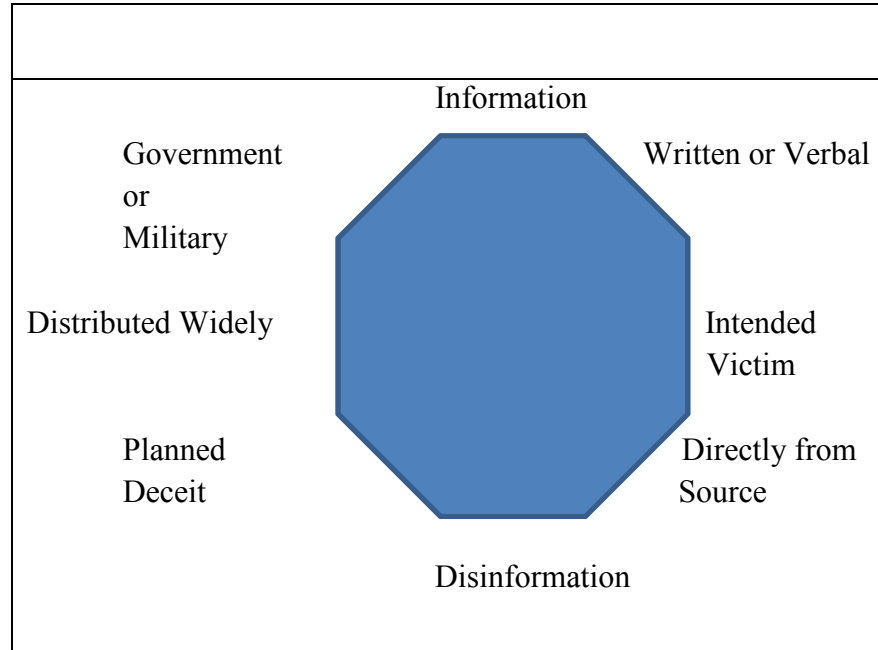 Information
Government
or
Military
Written or Verbal
Distributed Widely
Intended
Victim
Planned
Deceit
Directly from
Source
Disinformation